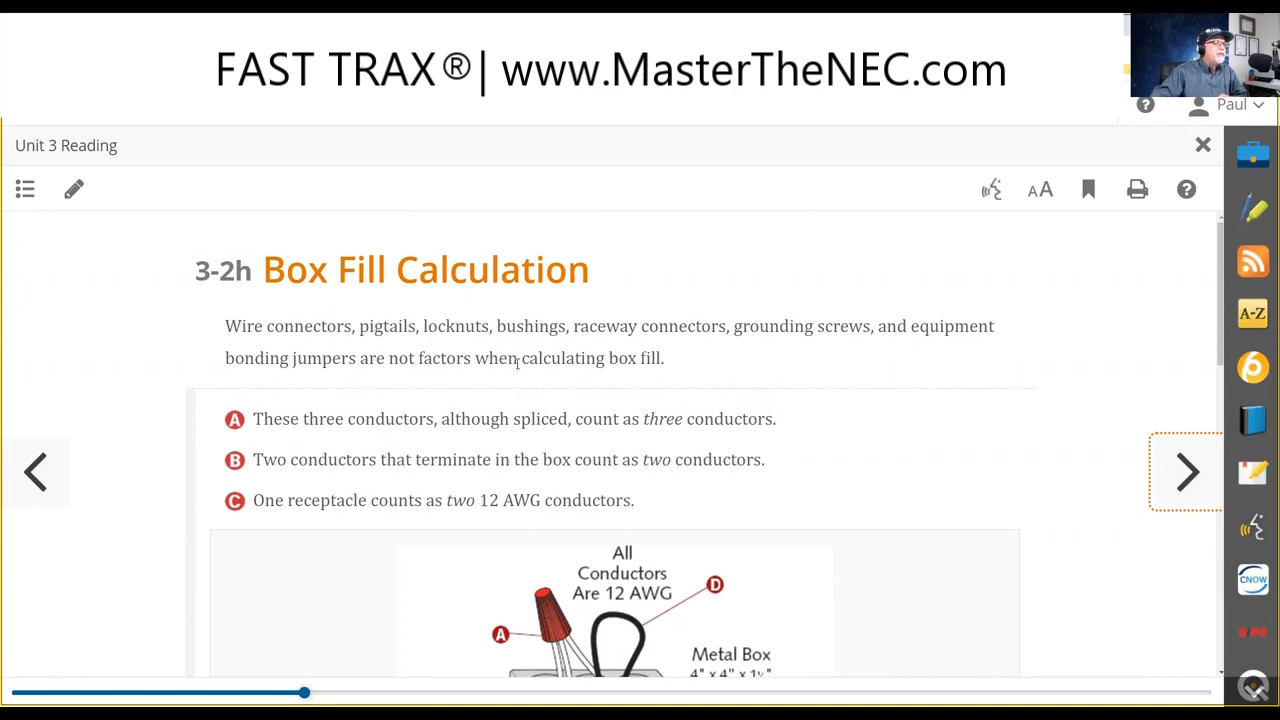 FAST TRAX®| www.MasterTheNEC.com
Paul
Unit 3 Reading
AA
3-2h Box Fill Calculation
Wire connectors, pigtails, locknuts, bushings, raceway connectors, grounding screws, and equipment
bonding jumpers are not factors when calculating box fill.
A These three conductors, although spliced, count as three conductors.
B Two conductors that terminate in the box count as two conductors.
C One receptacle counts as two 12 AWG conductors.
All
Conductors
Are 12 AWG
D
A
Metal Box
A-Z
CNOW